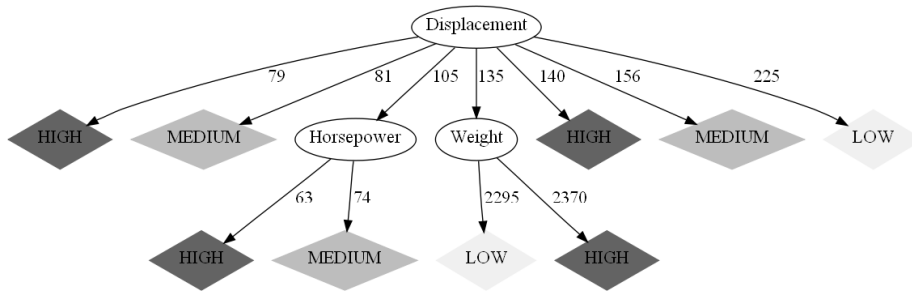 Displacement
79
81
105
135
140
156
225
HIGH
MEDIUM
Horsepower
Weight
HIGH
MEDIUM
LOW
63
74
2295
2370
HIGH
MEDIUM
LOW
HIGH